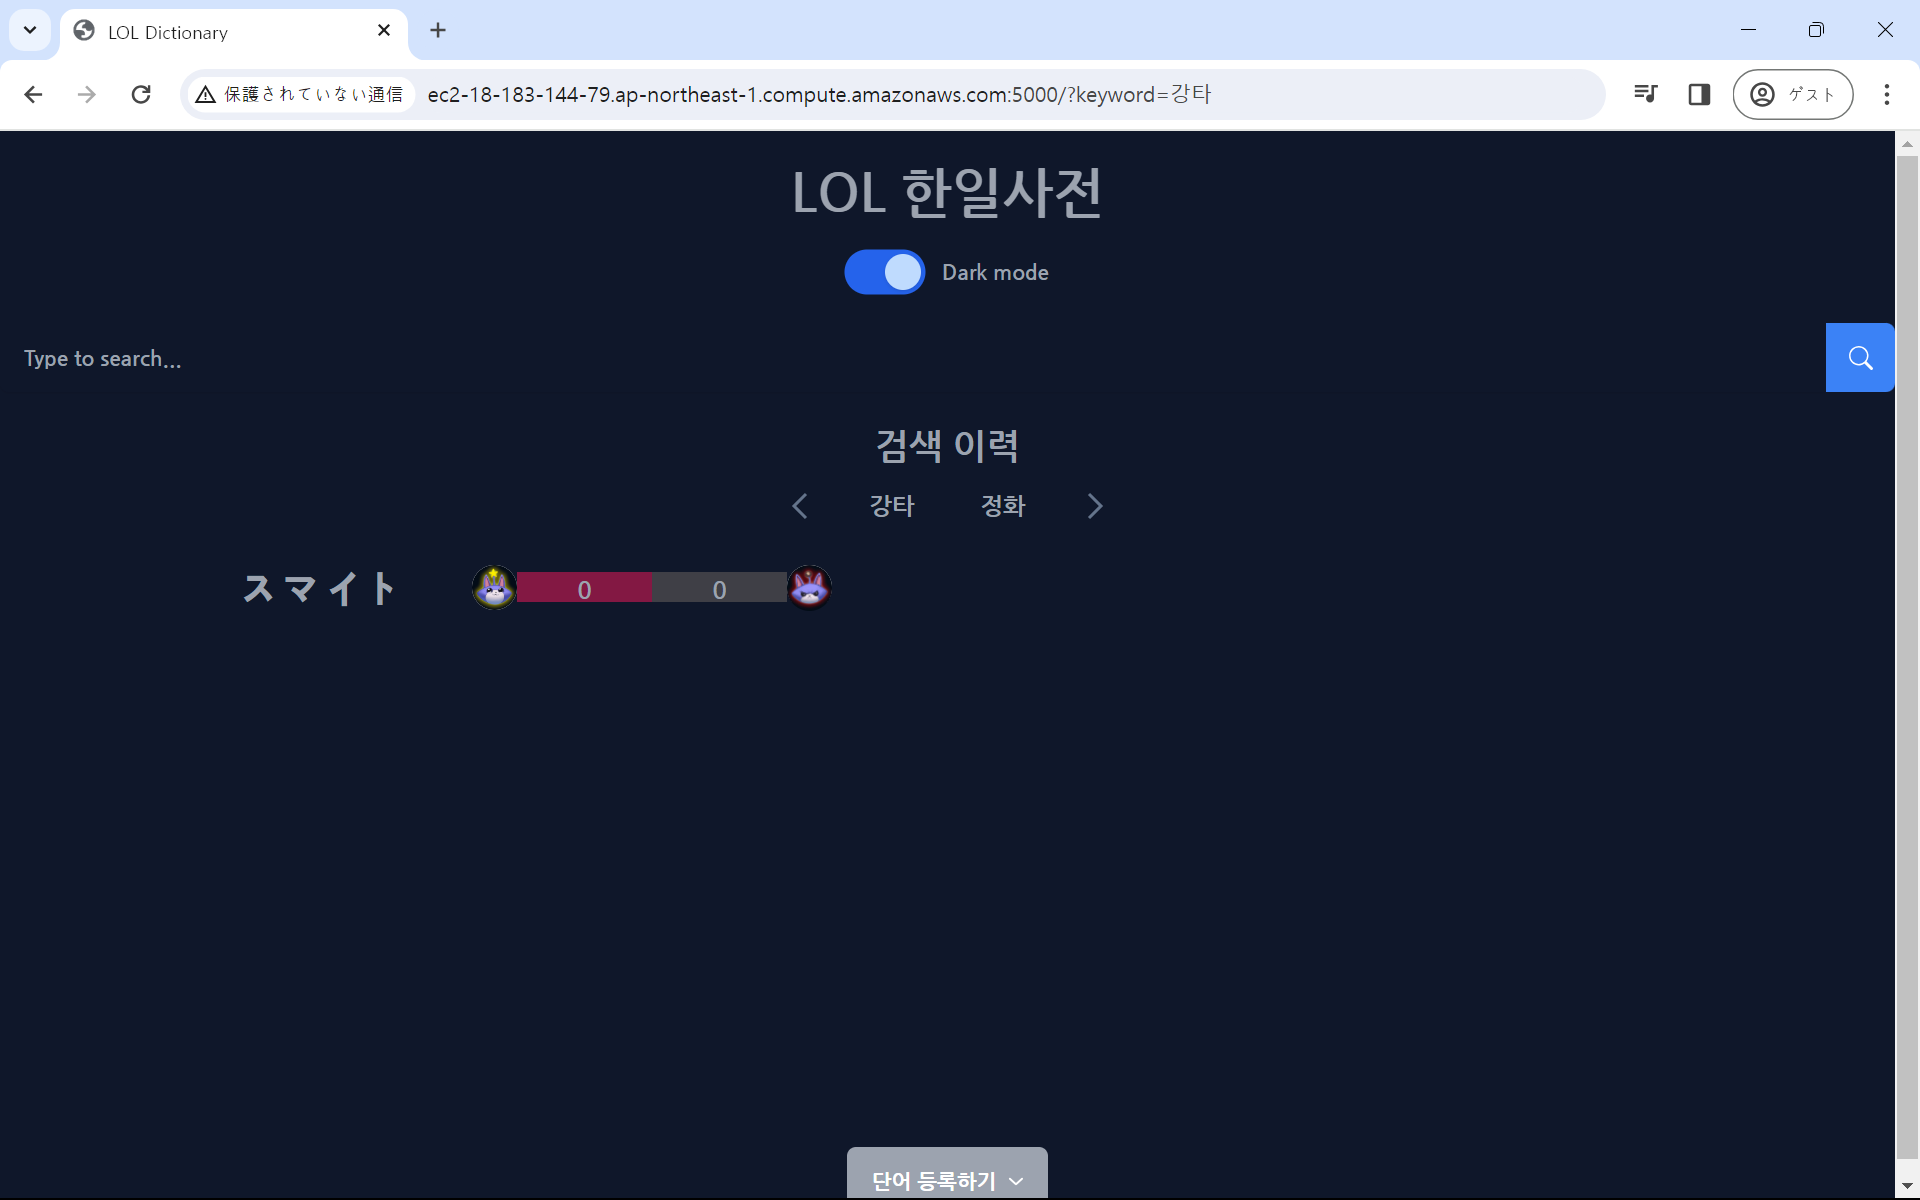 LOL Dictionary
保護されていない通信 ec2-18-183-144-79.ap-northeast-1.compute.amazonaws.com:5000/?keyword=강타 ゲスト
LOL 한일사전
Dark mode
Type to search...
검색 이력
강타 정화
スマイト 0 0
단어 등록하기